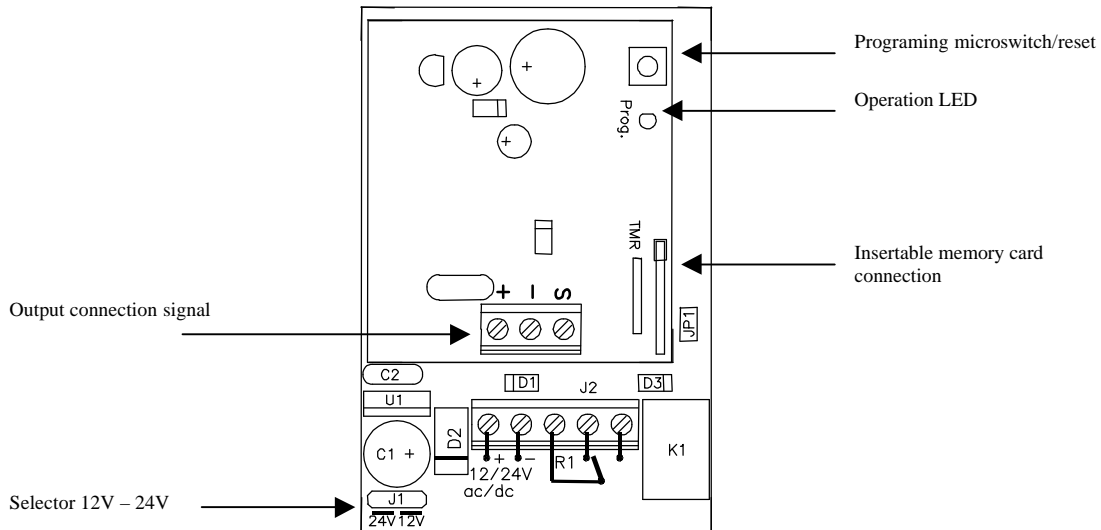 Programing microswitch/reset
Operation LED
Prog.
TMR
Insertable memory card
connection
+ - S
Output connection signal
JP1
C2
D1
J2
D3
U1
D2
C1 +
+ -
R1
K1
12/24V
ac/dc
Selector 12V – 24V
J1
24V 12V